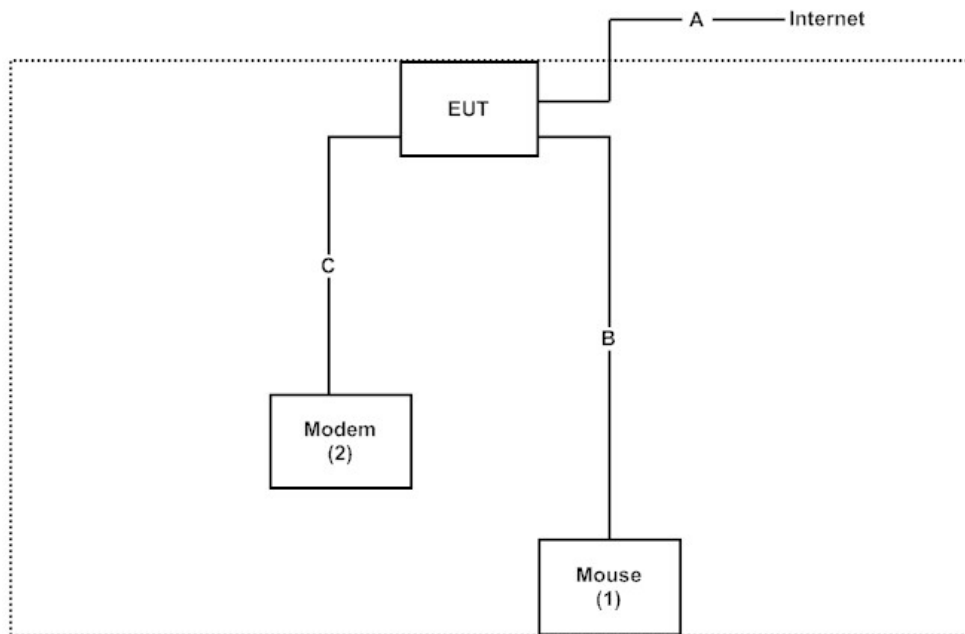 A
Internet
EUT
C
B
Modem
(2)
Mouse
(1)